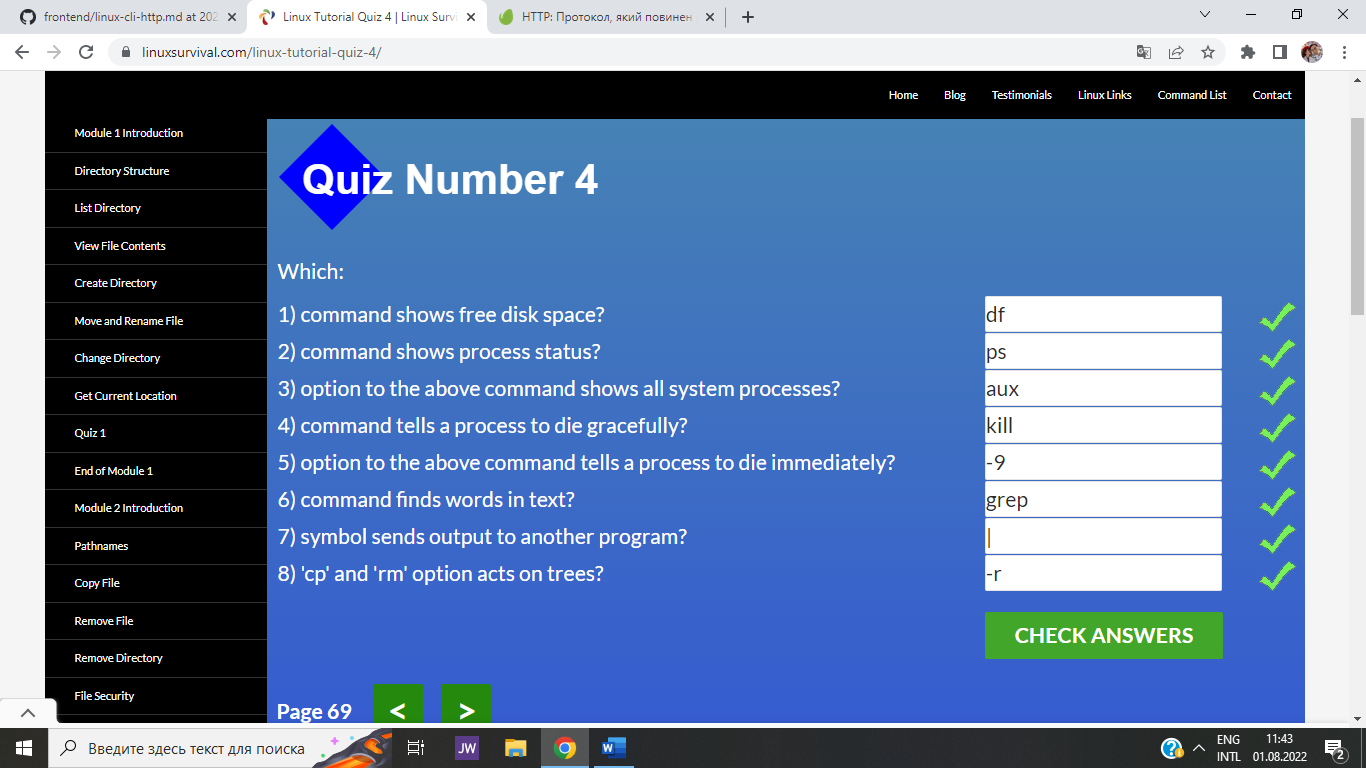 frontend/linux-cli-http.md at 202
Linux Tutorial Quiz 4 | Linux Surv
HTTP: Протокол, який повинен
linuxsurvival.com/linux-tutorial-quiz-4/
Home Blog Testimonials Linux Links Command List Contact
Module 1 Introduction
Directory Structure
List Directory
View File Contents
Create Directory
Move and Rename File
Change Directory
Get Current Location
Quiz 1
End of Module 1
Module 2 Introduction
Pathnames
Copy File
Remove File
Remove Directory
File Security
Quiz Number 4
Which:
1) command shows free disk space? df
2) command shows process status? ps
3) option to the above command shows all system processes? aux
4) command tells a process to die gracefully? kill
5) option to the above command tells a process to die immediately? -9
6) command finds words in text? grep
7) symbol sends output to another program? |
8) 'cp' and 'rm' option acts on trees? -r
CHECK ANSWERS
Page 69 < >
Введите здесь текст для поиска
JW
W
ENG
INTL
11:43
01.08.2022
2